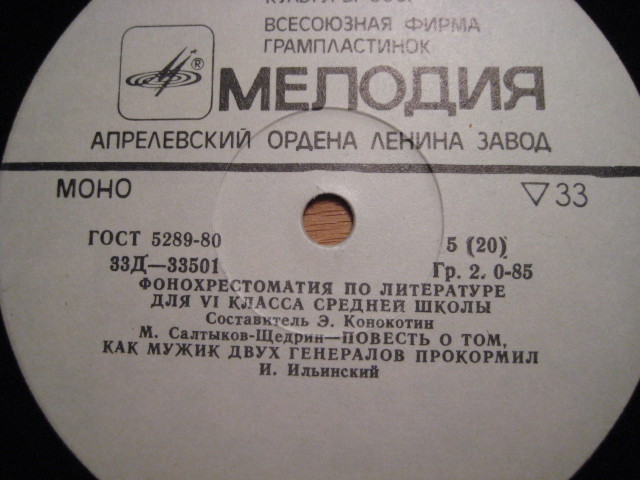 ВСЕСОЮЗНАЯ ФИРМА
ГРАМПЛАСТИНОК
®
МЕЛОДИЯ
АПРЕЛЕВСКИЙ ОРДЕНА ЛЕНИНА ЗАВОД
МОНО
▽33
ГОСТ 5289-80
5 (20)
33Д—33501
Гр. 2. 0-85
ФОНОХРЕСТОМАТИЯ ПО ЛИТЕРАТУРЕ
ДЛЯ VI КЛАССА СРЕДНЕЙ ШКОЛЫ
Составитель Э. Конокотин
М. Салтыков-Щедрин—ПОВЕСТЬ О ТОМ,
КАК МУЖИК ДВУХ ГЕНЕРАЛОВ ПРОКОРМИЛ
И. Ильинский